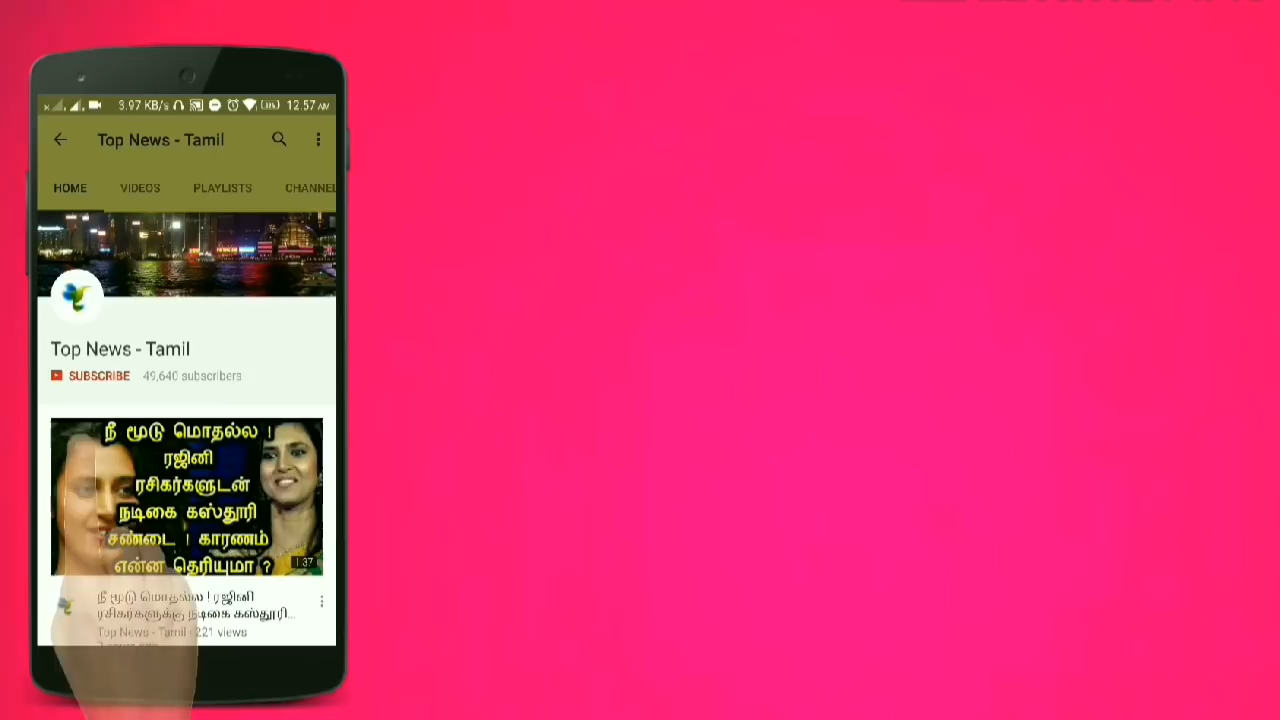 3.97 KB/s 12.57 AM
Top News - Tamil
HOME VIDEOS PLAYLISTS CHANNEL
Top News - Tamil
SUBSCRIBE 49,640 subscribers
நீ மூடு மொதல்ல !
ரஜினி
ரசிகர்களுடன்
நடிகை கஸ்தூரி
சண்டை ! காரணம்
என்ன தெரியுமா ?
1:37
நீ மூடு மொதல்ல ! ரஜினி
ரசிகர்களுக்கு நடிகை கஸ்தூரி...
Top News - Tamil · 221 views